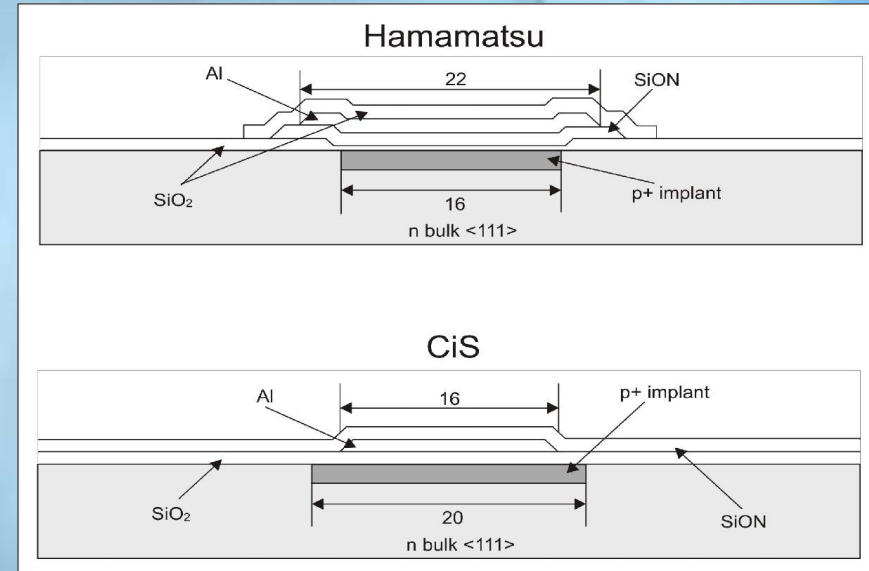 Hamamatsu
Al
22
SiON
SiO₂
16
p+ implant
n bulk <111>
CiS
Al
16
p+ implant
SiO₂
20
SiON
n bulk <111>